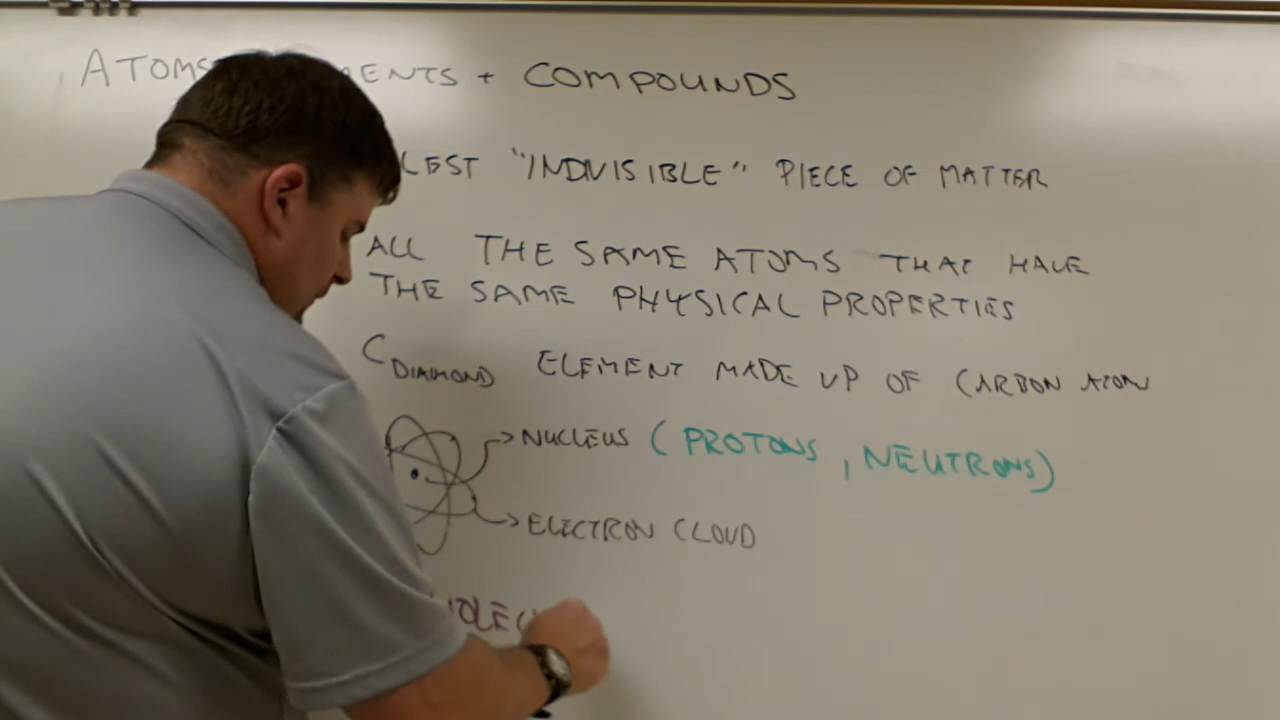 ATOMS MENTS + COMPOUNDS
LEST "INDIVISIBLE" PIECE OF MATTER
ALL THE SAME ATOMS THAT HAVE
THE SAME PHYSICAL PROPERTIES
C DIAMOND ELEMENT MADE UP OF CARBON ATOM
NUCLEUS (PROTONS, NEUTRONS)
ELECTRON CLOUD
MOLEC